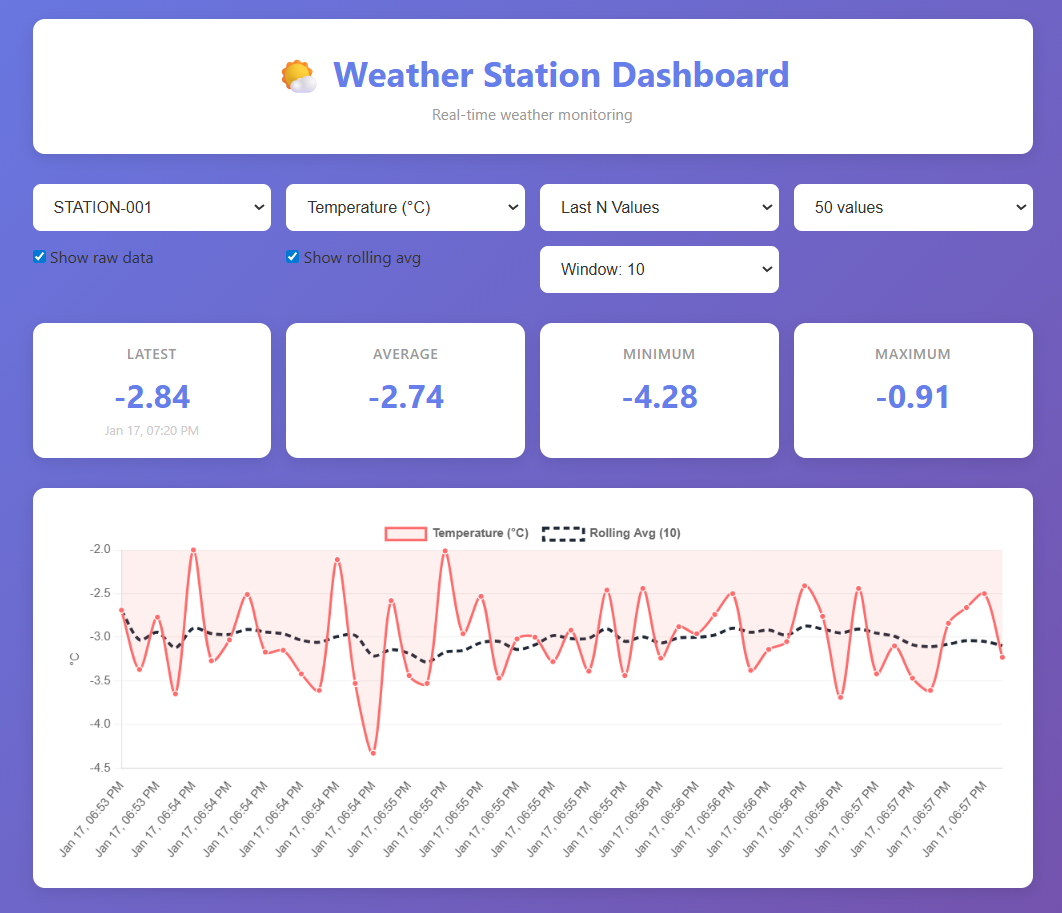 Weather Station Dashboard
Real-time weather monitoring
STATION-001
Temperature (°C)
Last N Values
50 values
Show raw data
Show rolling avg
Window: 10
LATEST
-2.84
Jan 17, 07:20 PM
AVERAGE
-2.74
MINIMUM
-4.28
MAXIMUM
-0.91
Temperature (°C)
Rolling Avg (10)
°C
-2.0
-2.5
-3.0
-3.5
-4.0
-4.5
Jan 17, 06:53 PM
Jan 17, 06:53 PM
Jan 17, 06:54 PM
Jan 17, 06:54 PM
Jan 17, 06:54 PM
Jan 17, 06:54 PM
Jan 17, 06:54 PM
Jan 17, 06:54 PM
Jan 17, 06:55 PM
Jan 17, 06:55 PM
Jan 17, 06:55 PM
Jan 17, 06:55 PM
Jan 17, 06:55 PM
Jan 17, 06:55 PM
Jan 17, 06:55 PM
Jan 17, 06:56 PM
Jan 17, 06:56 PM
Jan 17, 06:56 PM
Jan 17, 06:56 PM
Jan 17, 06:56 PM
Jan 17, 06:56 PM
Jan 17, 06:57 PM
Jan 17, 06:57 PM
Jan 17, 06:57 PM
Jan 17, 06:57 PM